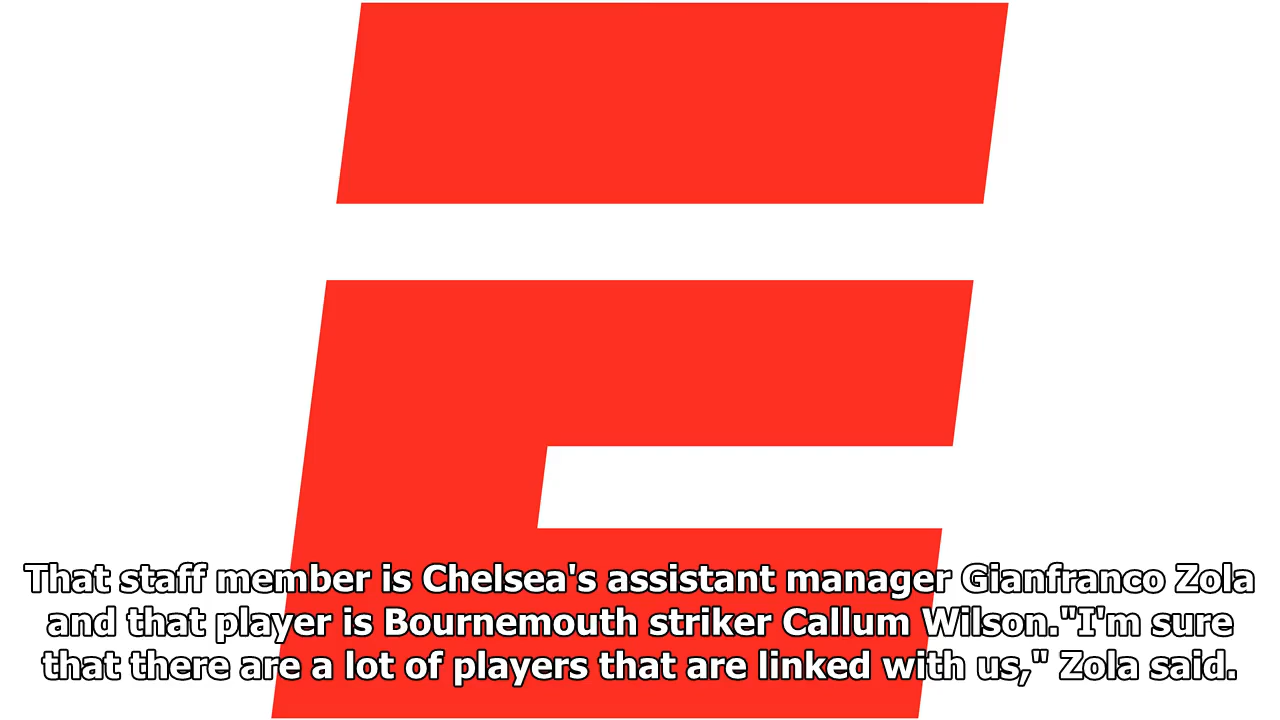 That staff member is Chelsea's assistant manager Gianfranco Zola
and that player is Bournemouth striker Callum Wilson."I'm sure
that there are a lot of players that are linked with us," Zola said.